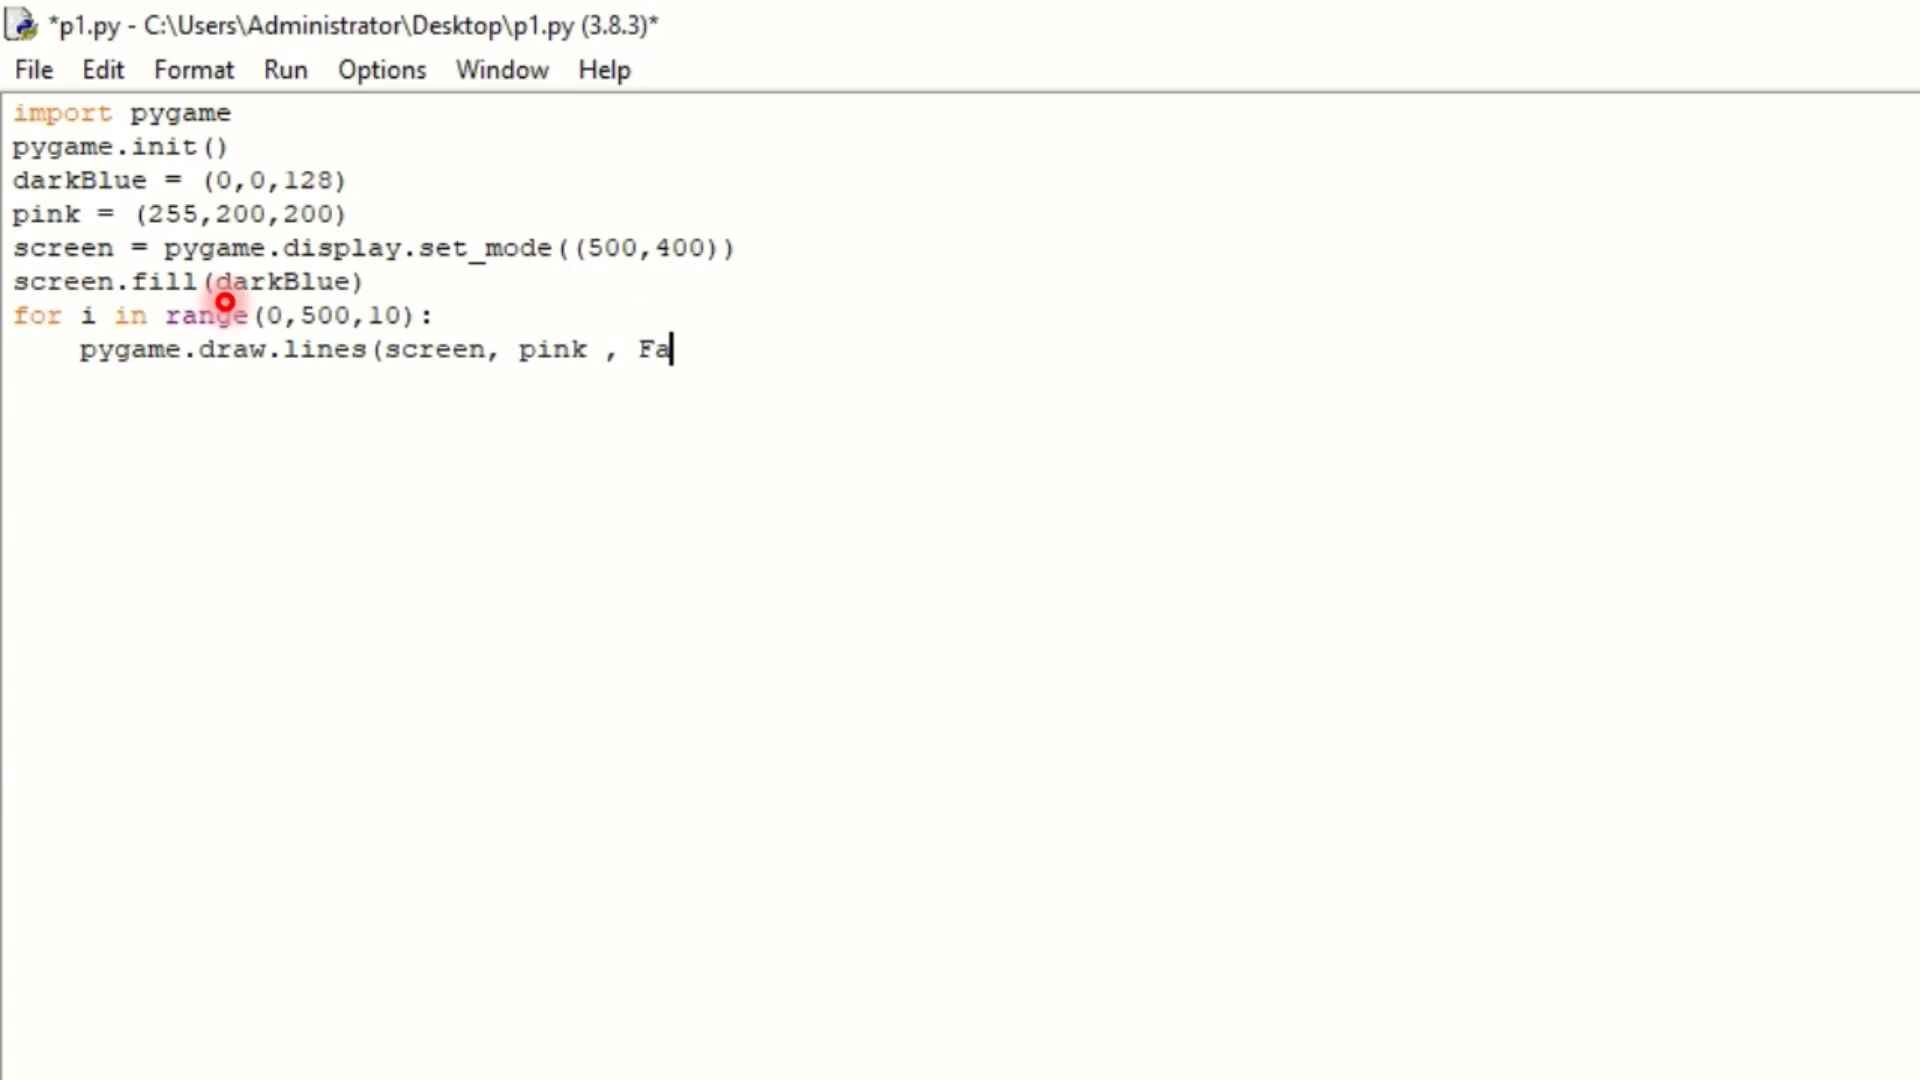 *p1.py - C:\Users\Administrator\Desktop\p1.py (3.8.3)*
File Edit Format Run Options Window Help
import pygame
pygame.init()
darkBlue = (0,0,128)
pink = (255,200,200)
screen = pygame.display.set_mode((500,400))
screen.fill(darkBlue)
for i in range(0,500,10):
    pygame.draw.lines(screen, pink , Fa